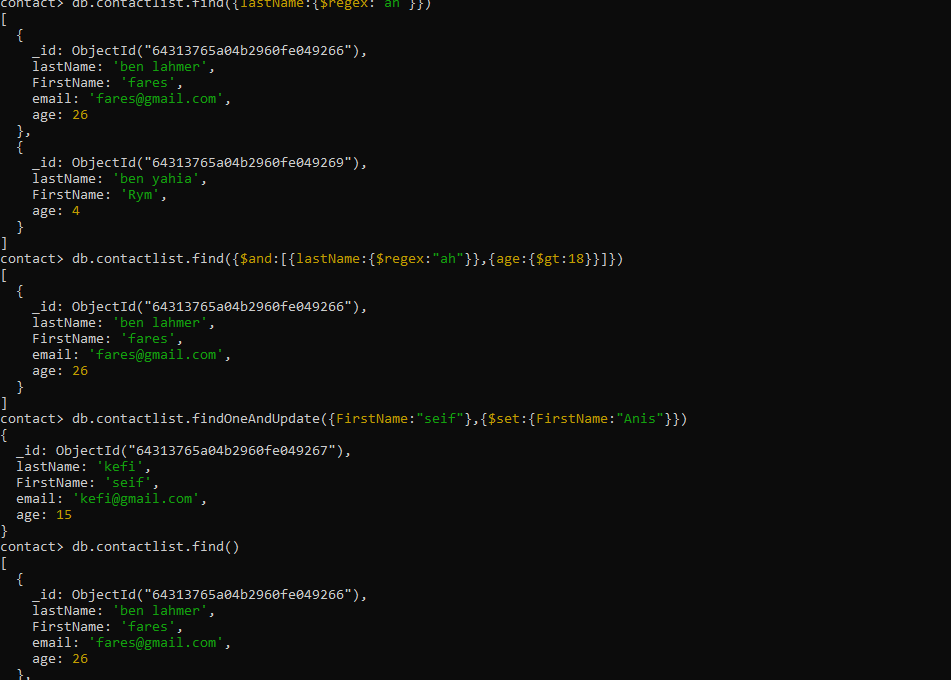 contact> db.contactlist.find({lastName:{$regex:"ah"}})
[
  {
    _id: ObjectId("64313765a04b2960fe049266"),
    lastName: 'ben lahmer',
    FirstName: 'fares',
    email: 'fares@gmail.com',
    age: 26
  },
  {
    _id: ObjectId("64313765a04b2960fe049269"),
    lastName: 'ben yahia',
    FirstName: 'Rym',
    age: 4
  }
]
contact> db.contactlist.find({$and:[{lastName:{$regex:"ah"}},{age:{$gt:18}}]})
[
  {
    _id: ObjectId("64313765a04b2960fe049266"),
    lastName: 'ben lahmer',
    FirstName: 'fares',
    email: 'fares@gmail.com',
    age: 26
  }
]
contact> db.contactlist.findOneAndUpdate({FirstName:"seif"},{$set:{FirstName:"Anis"}})
{
  _id: ObjectId("64313765a04b2960fe049267"),
  lastName: 'kefi',
  FirstName: 'seif',
  email: 'kefi@gmail.com',
  age: 15
}
contact> db.contactlist.find()
[
  {
    _id: ObjectId("64313765a04b2960fe049266"),
    lastName: 'ben lahmer',
    FirstName: 'fares',
    email: 'fares@gmail.com',
    age: 26
  },